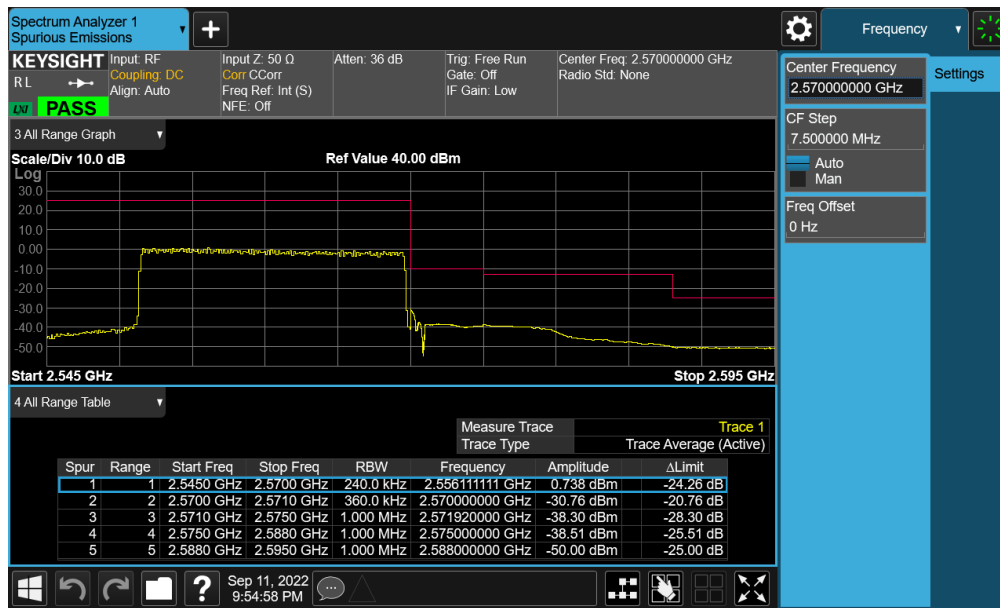 Spectrum Analyzer 1
Spurious Emissions
Frequency
KEYSIGHT
RL
LXI
PASS
Input: RF
Coupling: DC
Align: Auto
Input Z: 50 Ω
Corr CCorr
Freq Ref: Int (S)
NFE: Off
Atten: 36 dB
Trig: Free Run
Gate: Off
IF Gain: Low
Center Freq: 2.570000000 GHz
Radio Std: None
Center Frequency
2.570000000 GHz
Settings
CF Step
7.500000 MHz
Auto
Man
Freq Offset
0 Hz
3 All Range Graph
Scale/Div 10.0 dB
Ref Value 40.00 dBm
Log
30.0
20.0
10.0
0.00
-10.0
-20.0
-30.0
-40.0
-50.0
Start 2.545 GHz
Stop 2.595 GHz
4 All Range Table
Measure Trace Trace 1
Trace Type Trace Average (Active)
Spur Range Start Freq Stop Freq RBW Frequency Amplitude ΔLimit
1 1 2.5450 GHz 2.5700 GHz 240.0 kHz 2.556111111 GHz 0.738 dBm -24.26 dB
2 2 2.5700 GHz 2.5710 GHz 360.0 kHz 2.570000000 GHz -30.76 dBm -20.76 dB
3 3 2.5710 GHz 2.5750 GHz 1.000 MHz 2.571920000 GHz -38.30 dBm -28.30 dB
4 4 2.5750 GHz 2.5880 GHz 1.000 MHz 2.575000000 GHz -38.51 dBm -25.51 dB
5 5 2.5880 GHz 2.5950 GHz 1.000 MHz 2.588000000 GHz -50.00 dBm -25.00 dB
?
Sep 11, 2022
9:54:58 PM